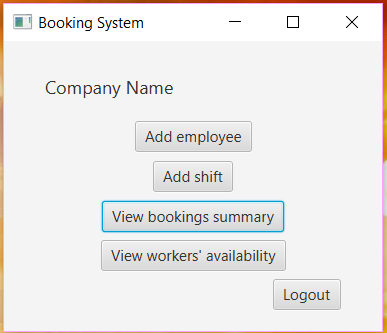 Booking System
Company Name
Add employee
Add shift
View bookings summary
View workers' availability
Logout